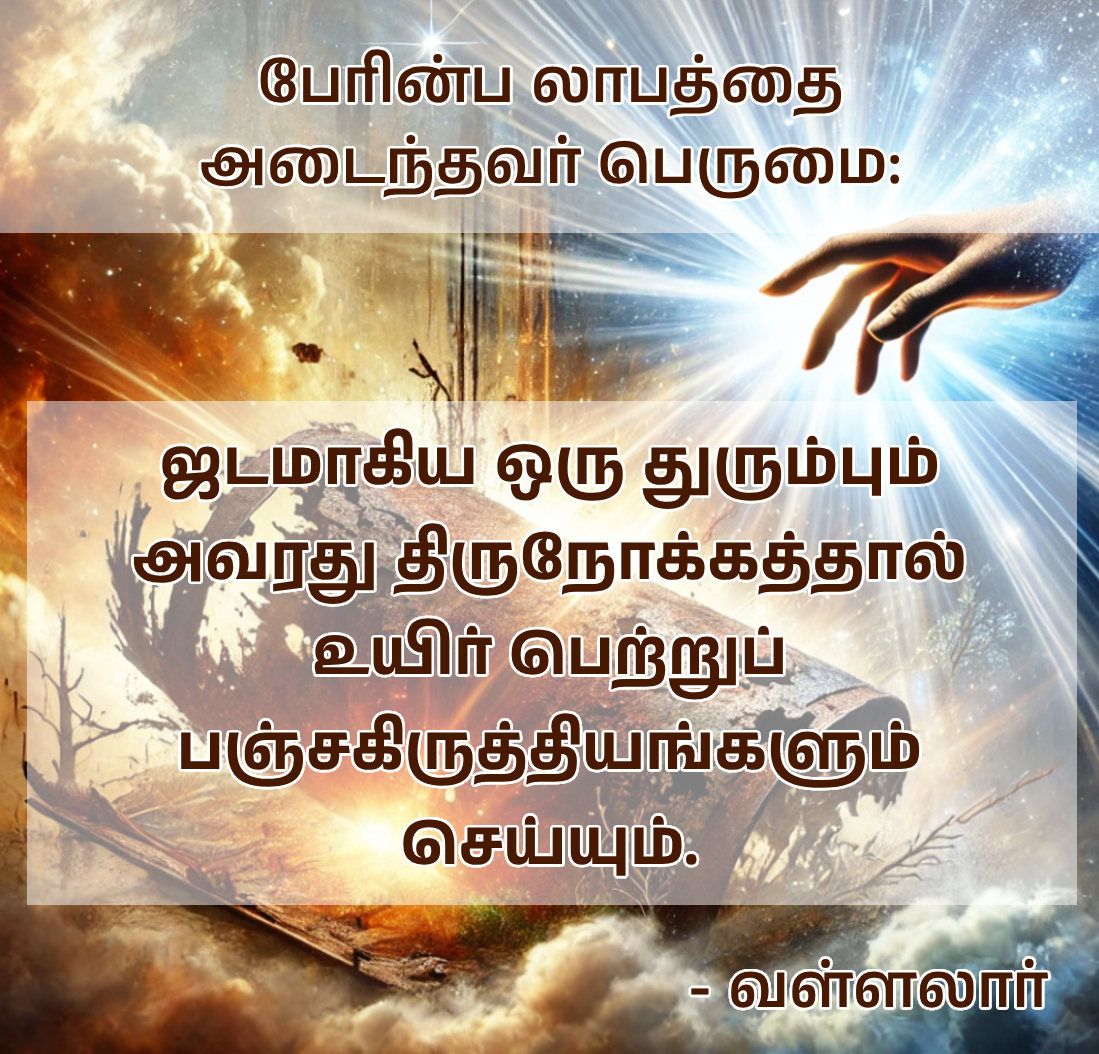 பேரின்ப லாபத்தை
அடைந்தவர் பெருமை:
ஜடமாகிய ஒரு துரும்பும்
அவரது திருநோக்கத்தால்
உயிர் பெற்றுப்
பஞ்சகிருத்தியங்களும்
செய்யும்.
- வள்ளலார்